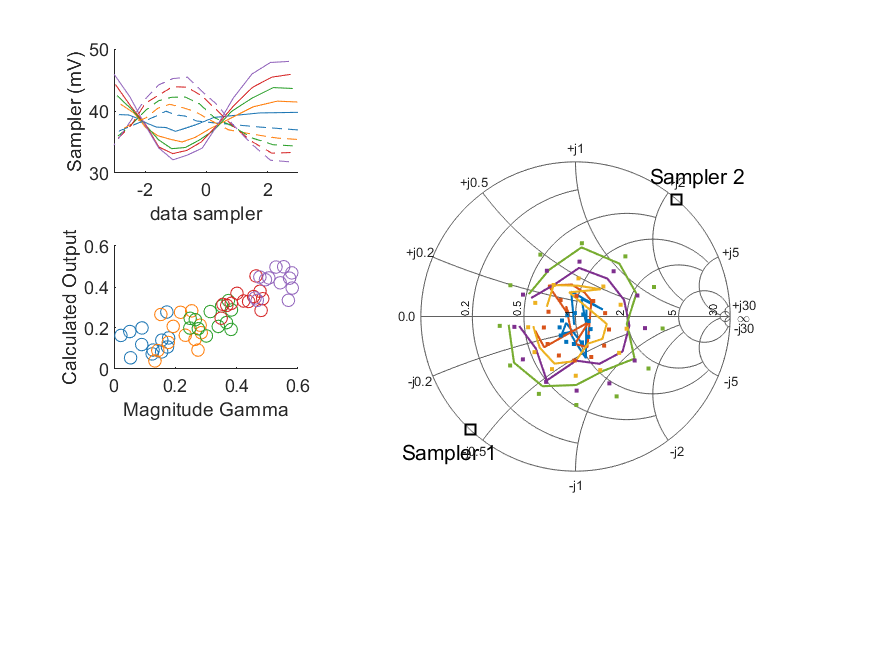 50
40
30
Sampler (mV)
-2
0
2
data sampler
0.6
0.4
0.2
0
Calculated Output
0
0.2
0.4
0.6
Magnitude Gamma
+j1
Sampler 2
+j2
+j0.5
+j0.2
+j5
0.0
0.2
0.5
1
2
5
30
+j30
∞
-j30
-j0.2
-j5
Sampler 1
-j0.5
-j2
-j1